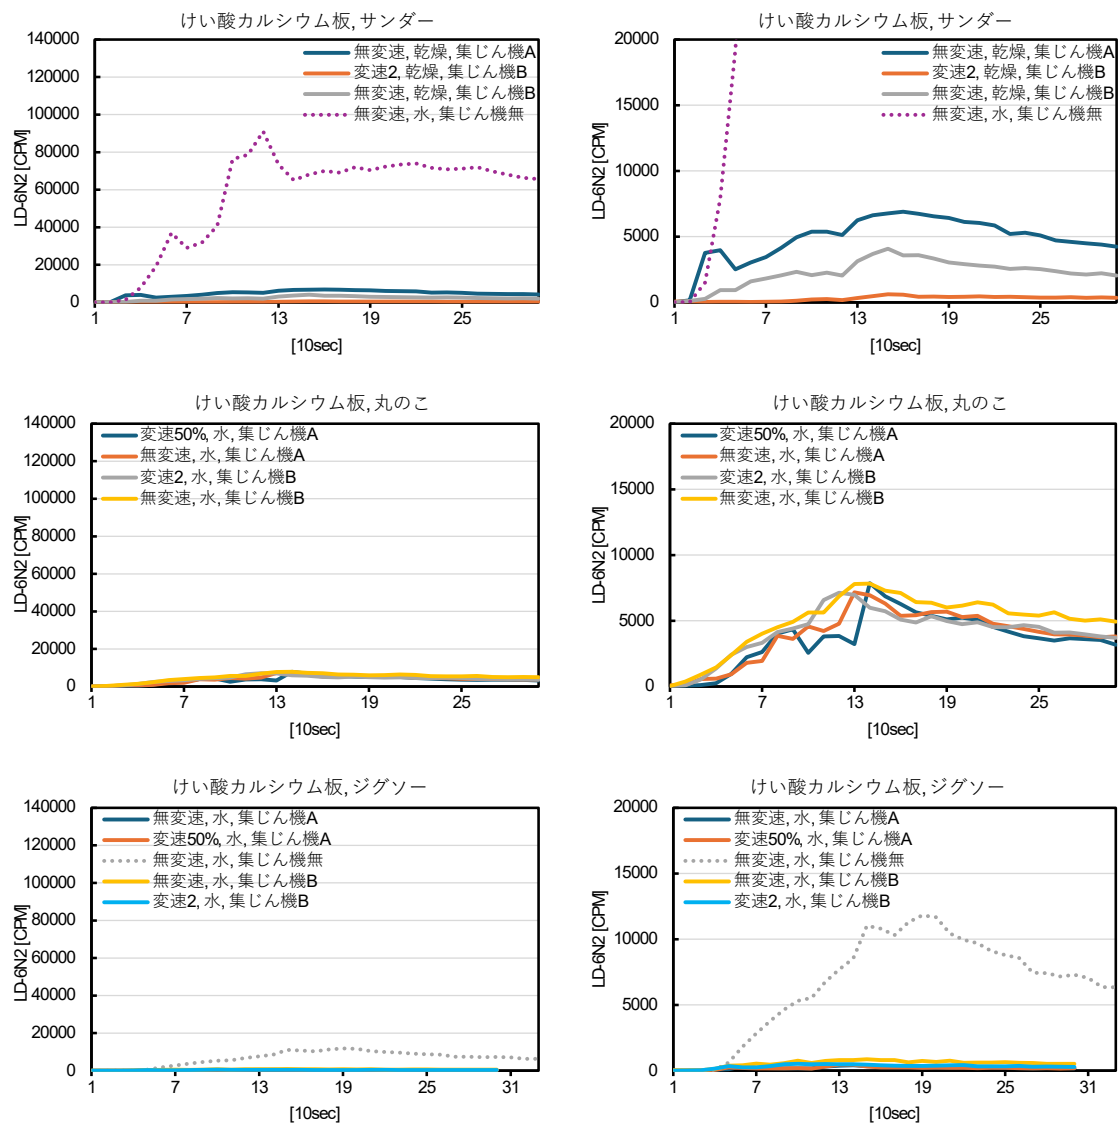 けい酸カルシウム板, サンダー
140000
120000
100000
80000
60000
40000
20000
0
LD-6N2 [CPM]
無変速, 乾燥, 集じん機A
変速2, 乾燥, 集じん機B
無変速, 乾燥, 集じん機B
無変速, 水, 集じん機無
1 7 13 19 25
[10sec]
けい酸カルシウム板, サンダー
20000
15000
10000
5000
0
LD-6N2 [CPM]
無変速, 乾燥, 集じん機A
変速2, 乾燥, 集じん機B
無変速, 乾燥, 集じん機B
無変速, 水, 集じん機無
1 7 13 19 25
[10sec]
けい酸カルシウム板, 丸のこ
140000
120000
100000
80000
60000
40000
20000
0
LD-6N2 [CPM]
変速50%, 水, 集じん機A
無変速, 水, 集じん機A
変速2, 水, 集じん機B
無変速, 水, 集じん機B
1 7 13 19 25
[10sec]
けい酸カルシウム板, 丸のこ
20000
15000
10000
5000
0
LD-6N2 [CPM]
変速50%, 水, 集じん機A
無変速, 水, 集じん機A
変速2, 水, 集じん機B
無変速, 水, 集じん機B
1 7 13 19 25
[10sec]
けい酸カルシウム板, ジグソー
140000
120000
100000
80000
60000
40000
20000
0
LD-6N2 [CPM]
無変速, 水, 集じん機A
変速50%, 水, 集じん機A
無変速, 水, 集じん機無
無変速, 水, 集じん機B
変速2, 水, 集じん機B
1 7 13 19 25 31
[10sec]
けい酸カルシウム板, ジグソー
20000
15000
10000
5000
0
LD-6N2 [CPM]
無変速, 水, 集じん機A
変速50%, 水, 集じん機A
無変速, 水, 集じん機無
無変速, 水, 集じん機B
変速2, 水, 集じん機B
1 7 13 19 25 31
[10sec]